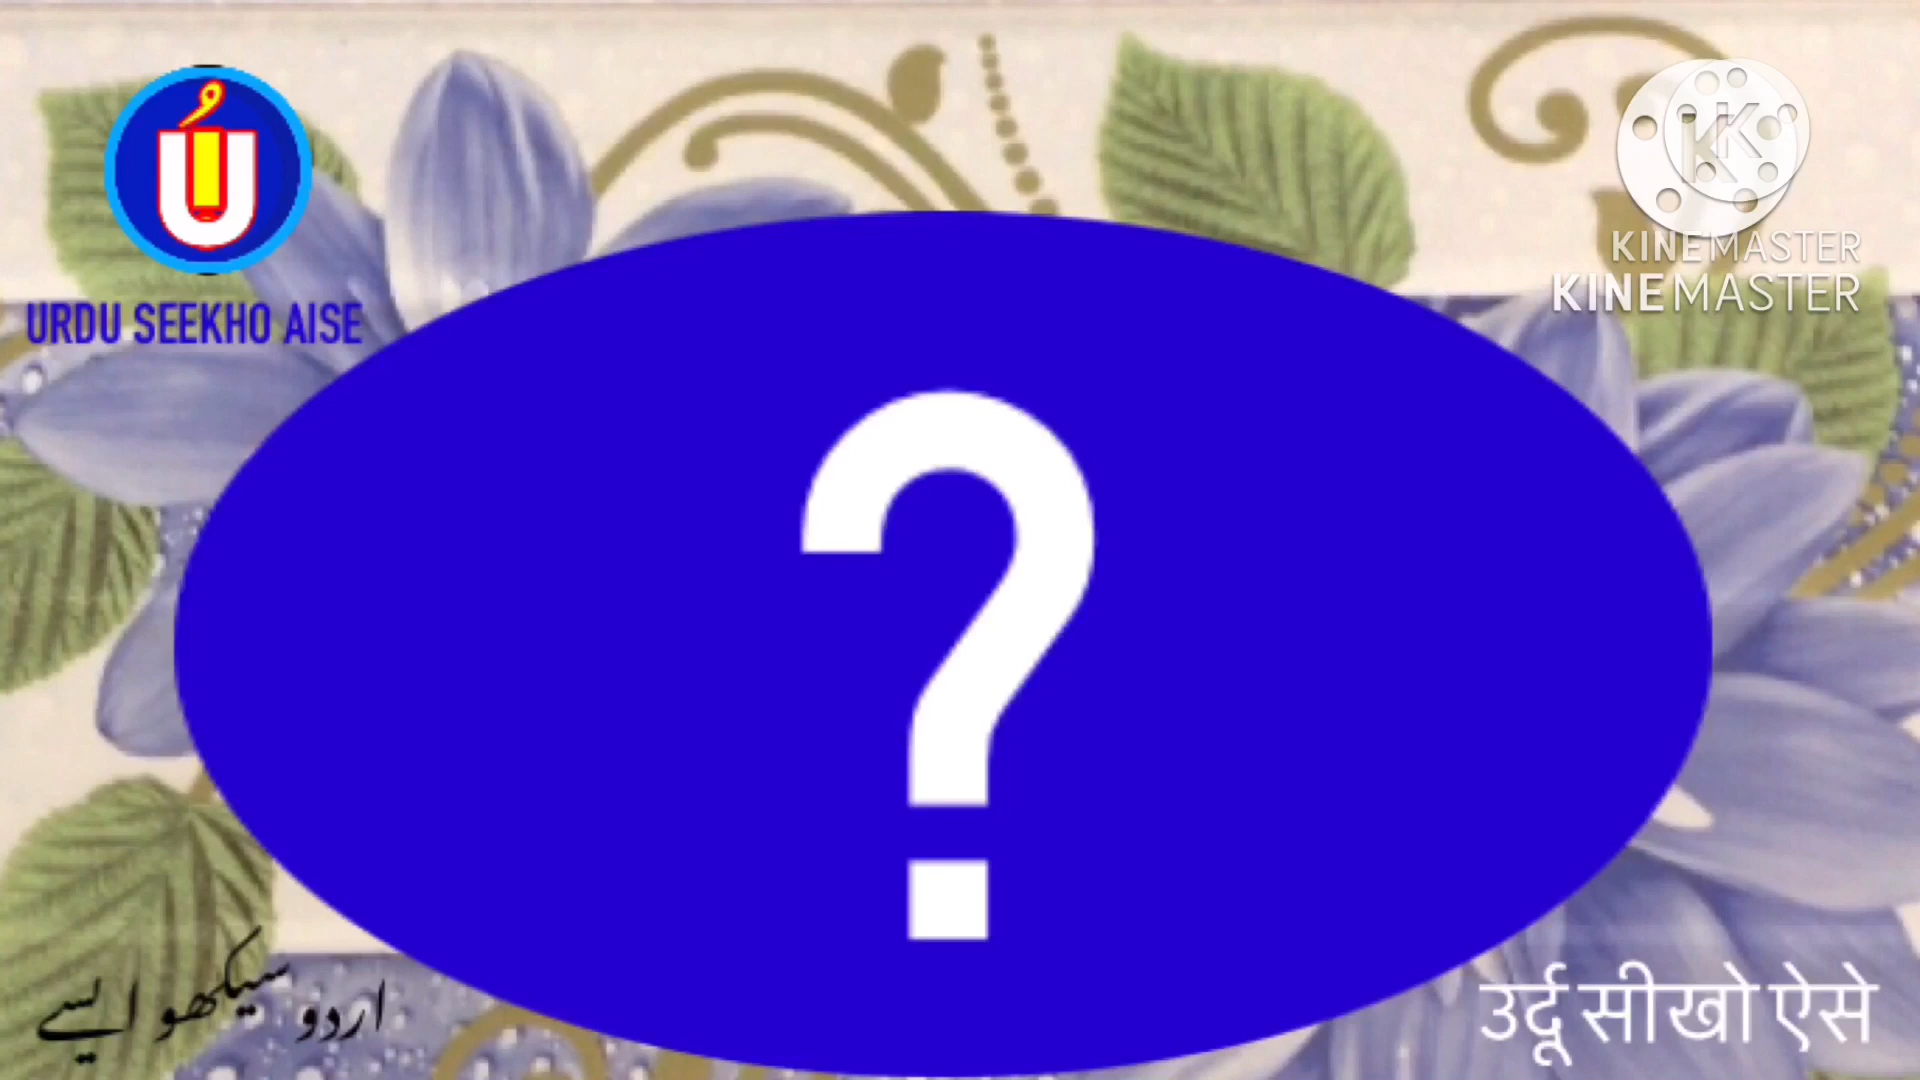 URDU SEEKHO AISE
KINEMASTER
KINEMASTER
?
اردو سیکھو ایسے
उर्दू सीखो ऐसे